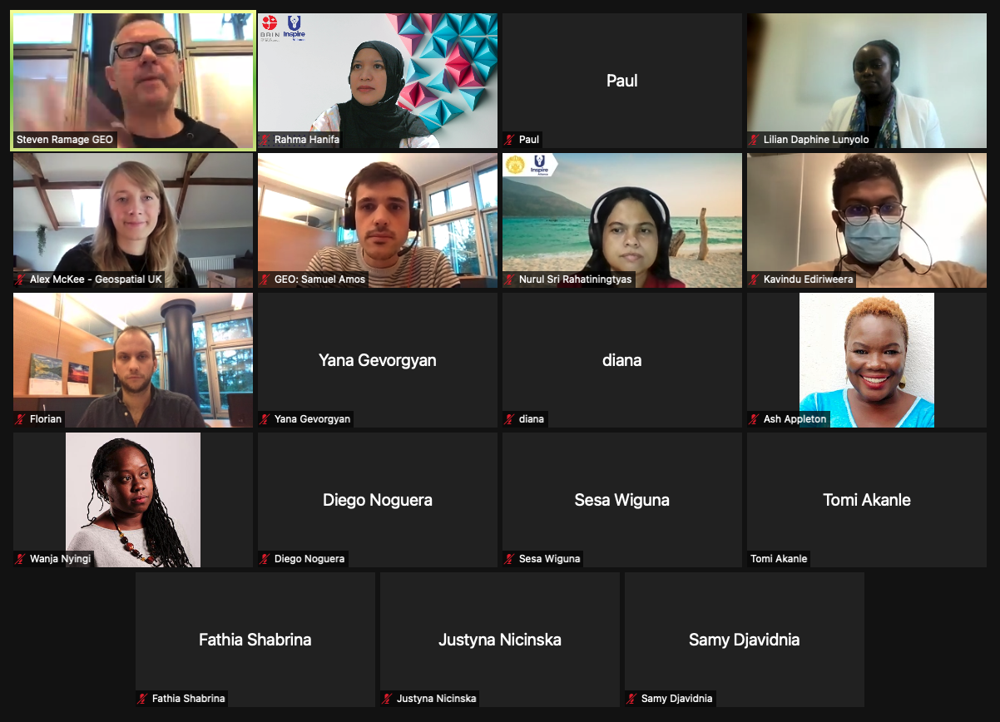 Steven Ramage GEO
BRIN
Inspire
Rahma Hanifa
Paul
Paul
Lilian Daphine Lunyolo
Alex McKee - Geospatial UK
GEO: Samuel Amos
Inspire
Nurul Sri Rahatiningtyas
Kavindu Ediriweera
Florian
Yana Gevorgyan
Yana Gevorgyan
diana
diana
Ash Appleton
Wanja Nyingi
Diego Noguera
Diego Noguera
Sesa Wiguna
Sesa Wiguna
Tomi Akanle
Tomi Akanle
Fathia Shabrina
Fathia Shabrina
Justyna Nicinska
Justyna Nicinska
Samy Djavidnia
Samy Djavidnia